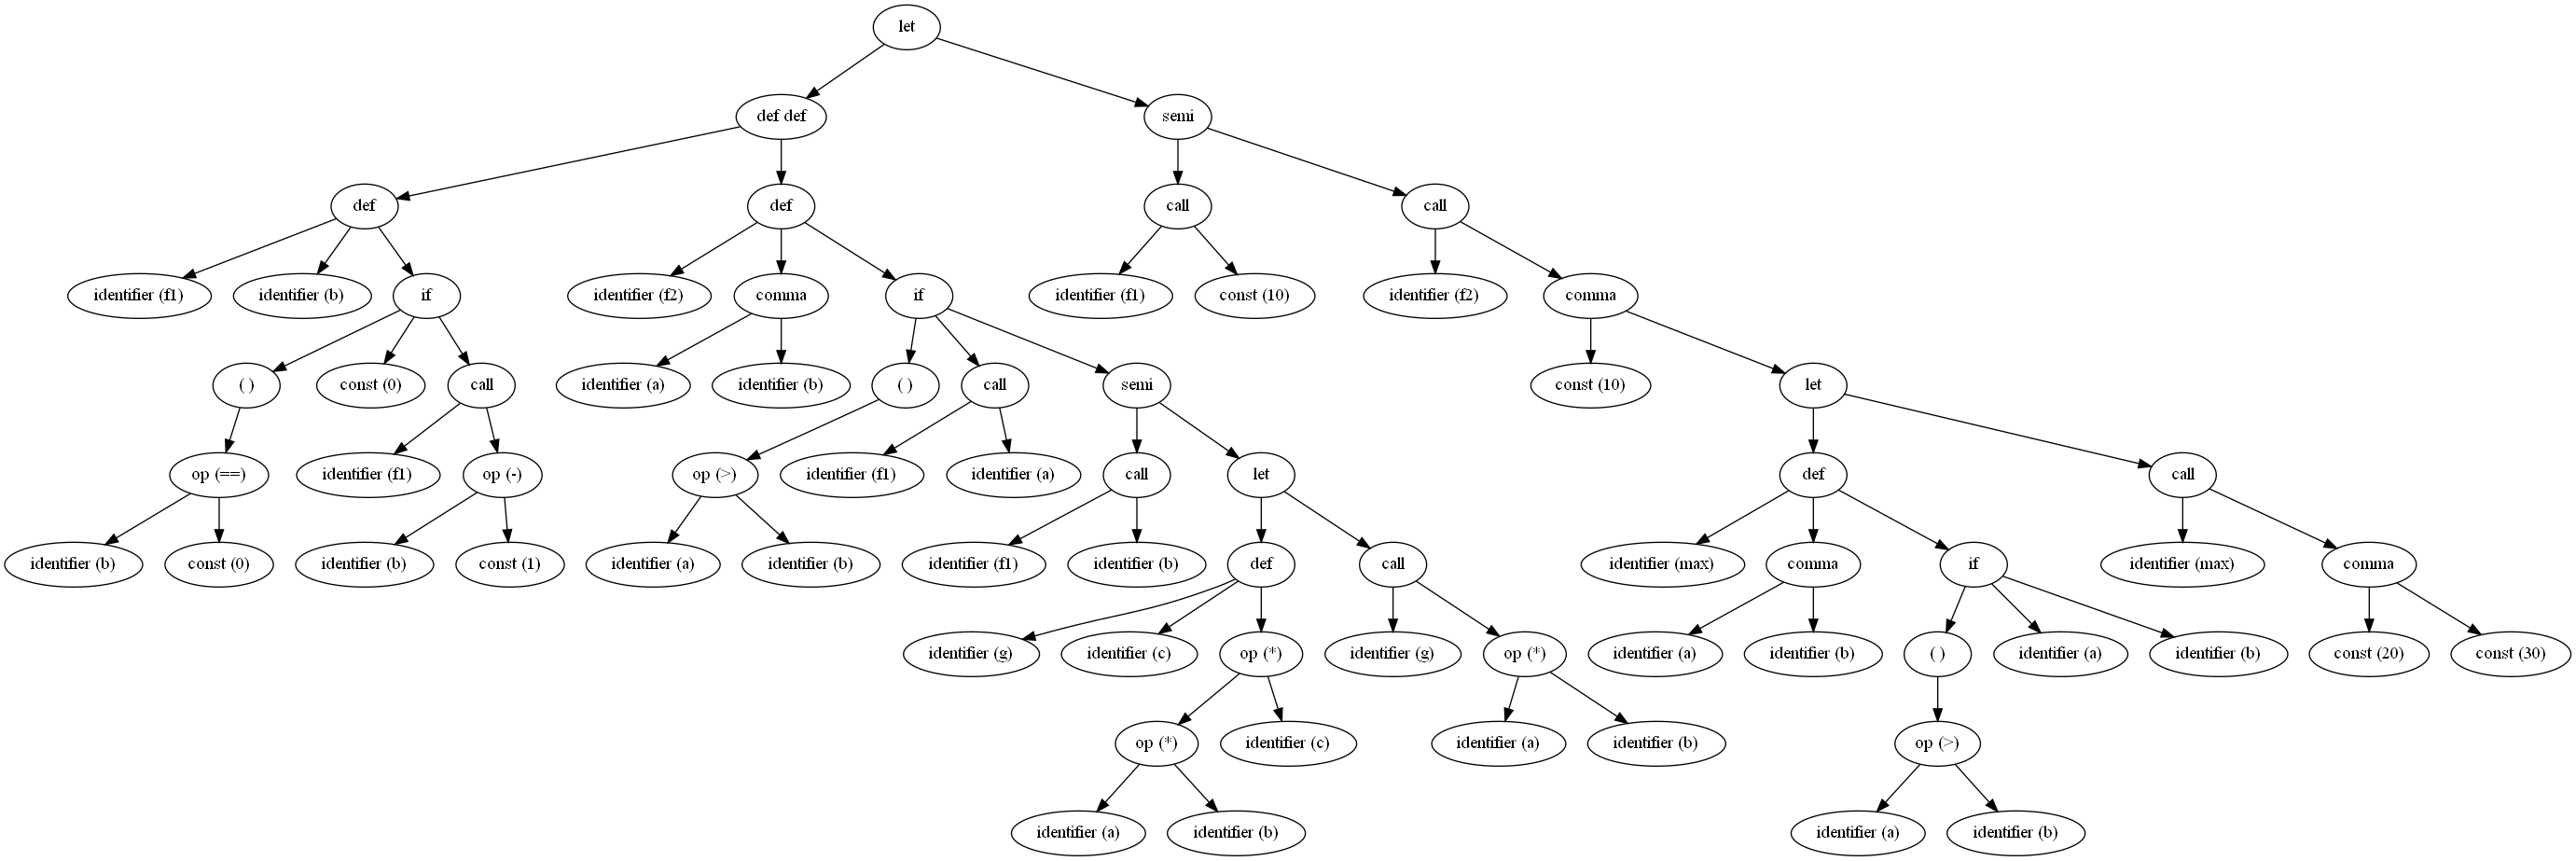 let
def def
semi
def
def
call
call
identifier (f1)
identifier (b)
if
identifier (f2)
comma
if
identifier (f1)
const (10)
identifier (f2)
comma
( )
const (0)
call
identifier (a)
identifier (b)
( )
call
semi
const (10)
let
op (==)
identifier (f1)
op (-)
op (>)
identifier (f1)
identifier (a)
call
let
def
call
identifier (b)
const (0)
identifier (b)
const (1)
identifier (a)
identifier (b)
identifier (f1)
identifier (b)
def
call
identifier (max)
comma
if
identifier (max)
comma
identifier (g)
identifier (c)
op (*)
identifier (g)
op (*)
identifier (a)
identifier (b)
( )
identifier (a)
identifier (b)
const (20)
const (30)
op (*)
identifier (c)
identifier (a)
identifier (b)
op (>)
identifier (a)
identifier (b)
identifier (a)
identifier (b)